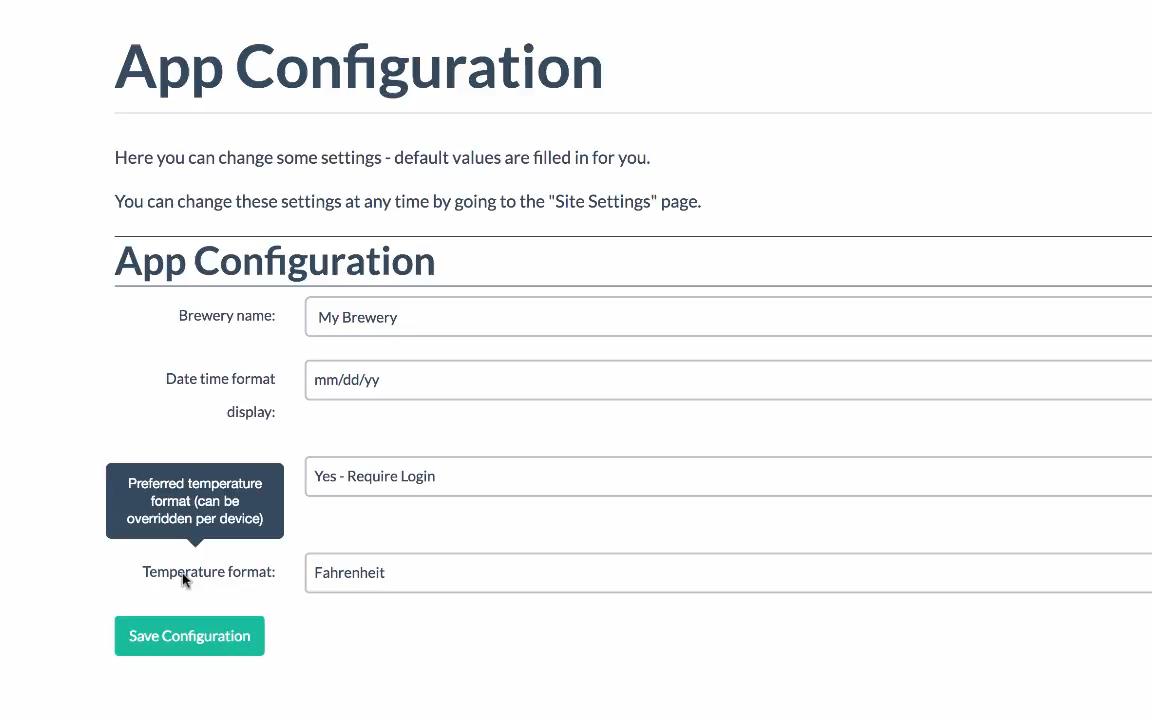 App Configuration
Here you can change some settings - default values are filled in for you.
You can change these settings at any time by going to the "Site Settings" page.
App Configuration
Brewery name:
My Brewery
Date time format
display:
mm/dd/yy
Yes - Require Login
Preferred temperature
format (can be
overridden per device)
Temperature format:
Fahrenheit
Save Configuration